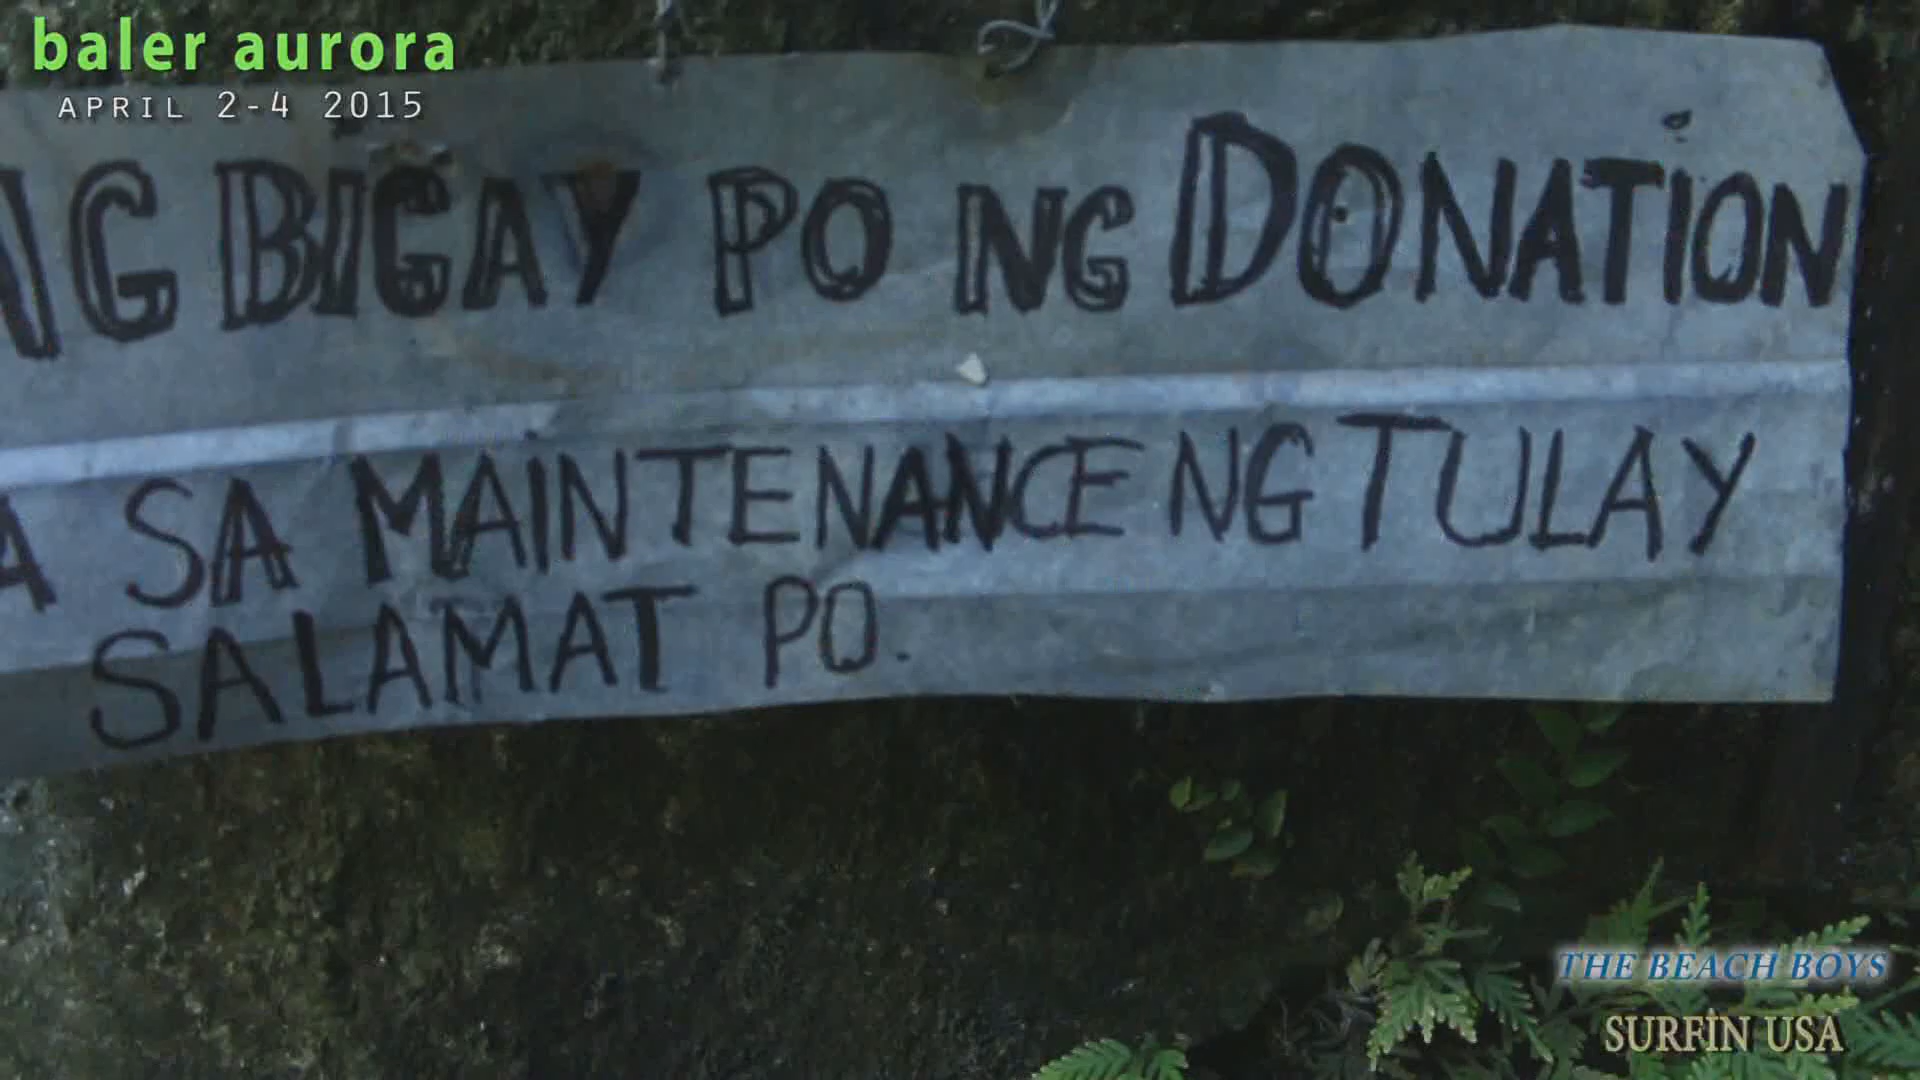 baler aurora
APRIL 2-4 2015
NG BIGAY PO NG DONATION
SA MAINTENANCE NG TULAY
SALAMAT PO.
THE BEACH BOYS
SURFIN USA